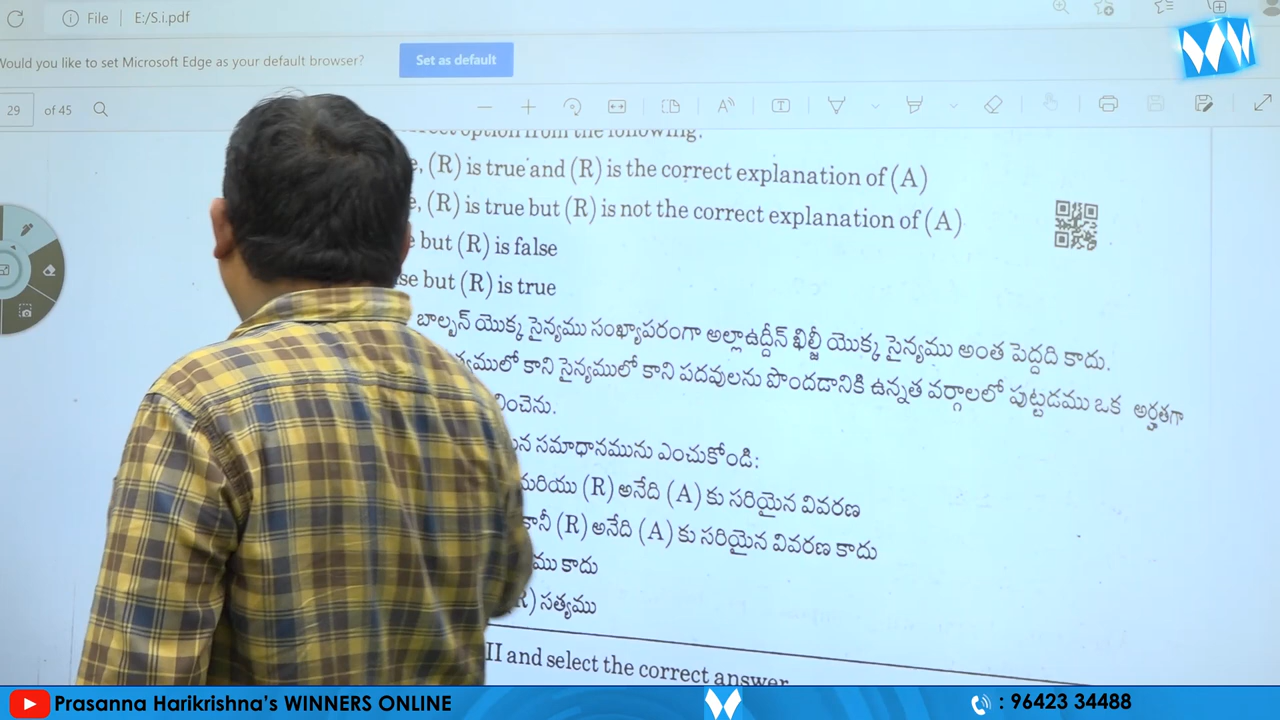 File E:/S.i.pdf
Would you like to set Microsoft Edge as your default browser? Set as default
29 of 45
option from the following.
(R) is true and (R) is the correct explanation of (A)
(R) is true but (R) is not the correct explanation of (A)
but (R) is false
but (R) is true
బాల్బన్ యొక్క సైన్యము సంఖ్యాపరంగా అల్లాఉద్దీన్ ఖిల్జీ యొక్క సైన్యము అంత పెద్దది కాదు.
కాని సైన్యములో కాని పదవులను పొందడానికి ఉన్నత వర్గాలలో పుట్టడము ఒక అర్హతగా
సమాధానమును ఎంచుకోండి:
మరియు (R) అనేది (A) కు సరియైన వివరణ
కానీ (R) అనేది (A) కు సరియైన వివరణ కాదు
కాదు
(R) సత్యము
II and select the correct answer
Prasanna Harikrishna's WINNERS ONLINE : 96423 34488